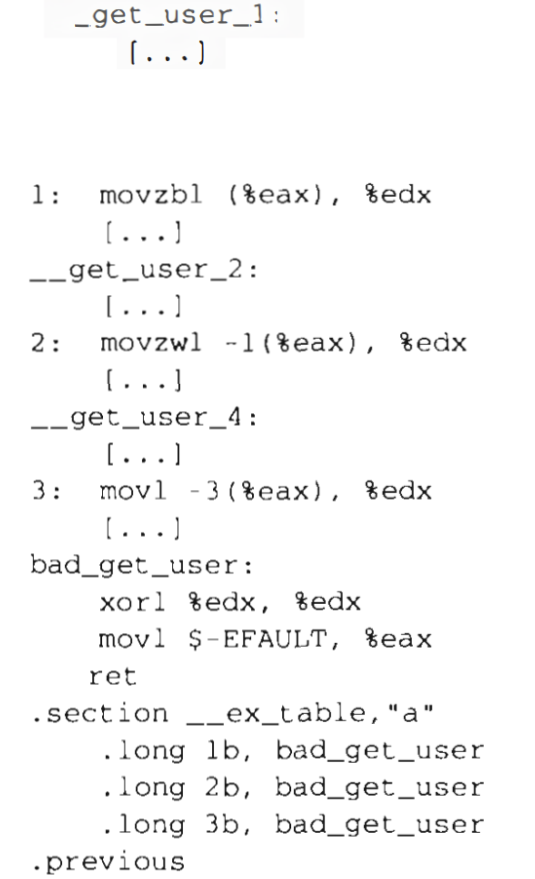 _get_user_1:
[...]
1: movzbl (%eax), %edx
[...]
__get_user_2:
[...]
2: movzwl -1(%eax), %edx
[...]
__get_user_4:
[...]
3: movl -3(%eax), %edx
[...]
bad_get_user:
xorl %edx, %edx
movl $-EFAULT, %eax
ret
.section __ex_table,"a"
.long 1b, bad_get_user
.long 2b, bad_get_user
.long 3b, bad_get_user
.previous